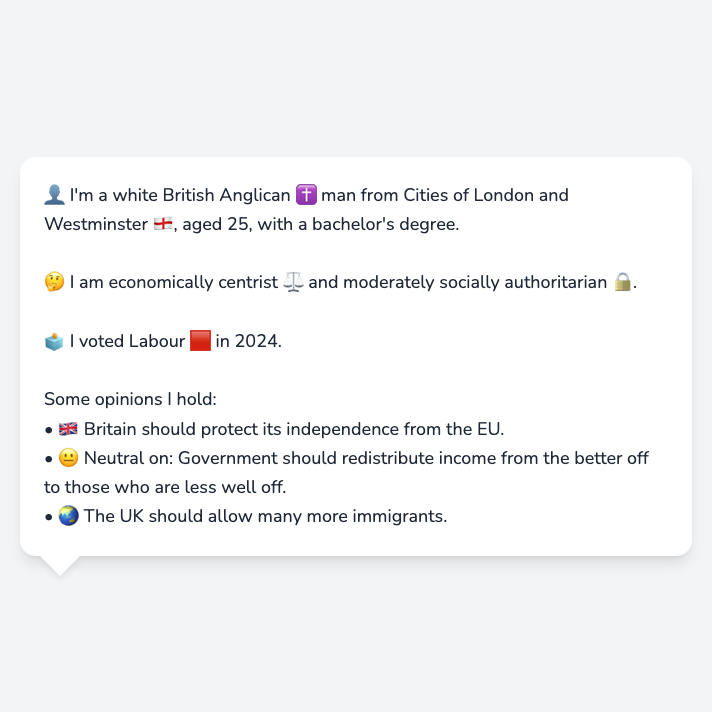 👤 I'm a white British Anglican ✝️ man from Cities of London and
Westminster 🏴󠁧󠁢󠁥󠁮󠁧󠁿, aged 25, with a bachelor's degree.
🤔 I am economically centrist ⚖️ and moderately socially authoritarian 🔒.
🗳️ I voted Labour 🟥 in 2024.
Some opinions I hold:
• 🇬🇧 Britain should protect its independence from the EU.
• 😐 Neutral on: Government should redistribute income from the better off
to those who are less well off.
• 🌏 The UK should allow many more immigrants.